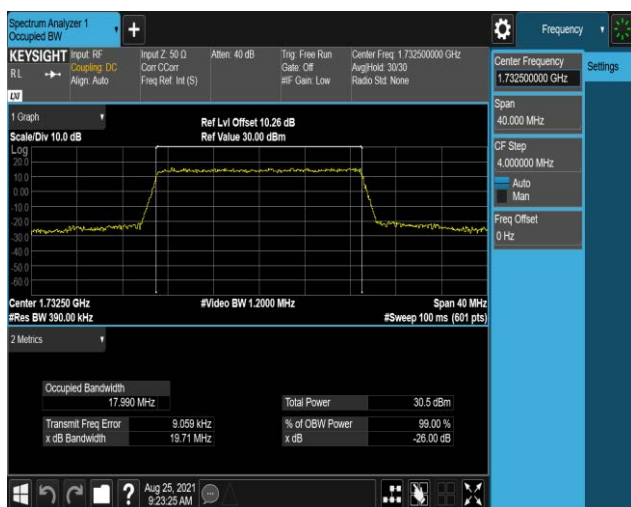 Spectrum Analyzer 1
Occupied BW
+
Frequency
KEYSIGHT
RL
LXI
Input: RF
Coupling: DC
Align: Auto
Input Z: 50 Ω
Corr CCorr
Freq Ref: Int (S)
Atten: 40 dB
Trig: Free Run
Gate: Off
#IF Gain: Low
Center Freq: 1.732500000 GHz
Avg|Hold: 30/30
Radio Std: None
Center Frequency
1.732500000 GHz
Settings
Span
40.000 MHz
CF Step
4.000000 MHz
Auto
Man
Freq Offset
0 Hz
1 Graph
Scale/Div 10.0 dB
Ref Lvl Offset 10.26 dB
Ref Value 30.00 dBm
Log
20.0
10.0
0.00
-10.0
-20.0
-30.0
-40.0
-50.0
-60.0
Center 1.73250 GHz
#Res BW 390.00 kHz
#Video BW 1.2000 MHz
Span 40 MHz
#Sweep 100 ms (601 pts)
2 Metrics
Occupied Bandwidth
17.990 MHz
Total Power 30.5 dBm
Transmit Freq Error 9.059 kHz
% of OBW Power 99.00 %
x dB Bandwidth 19.71 MHz
x dB -26.00 dB
?
Aug 25, 2021
9:23:25 AM